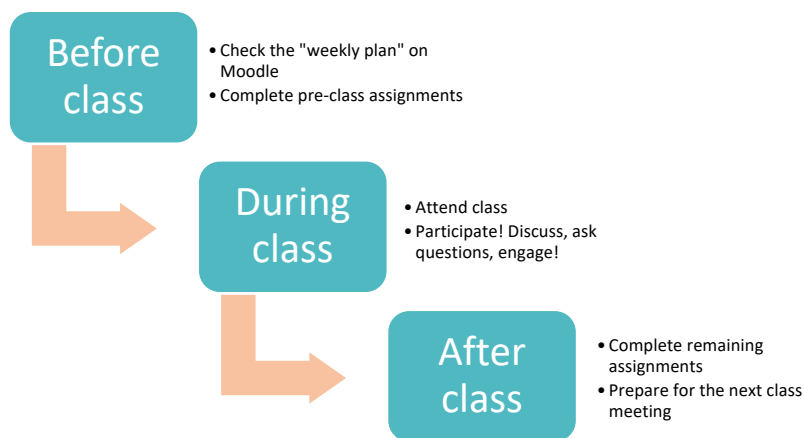 Before
class
• Check the "weekly plan" on
Moodle
• Complete pre-class assignments
During
class
• Attend class
• Participate! Discuss, ask
questions, engage!
After
class
• Complete remaining
assignments
• Prepare for the next class
meeting